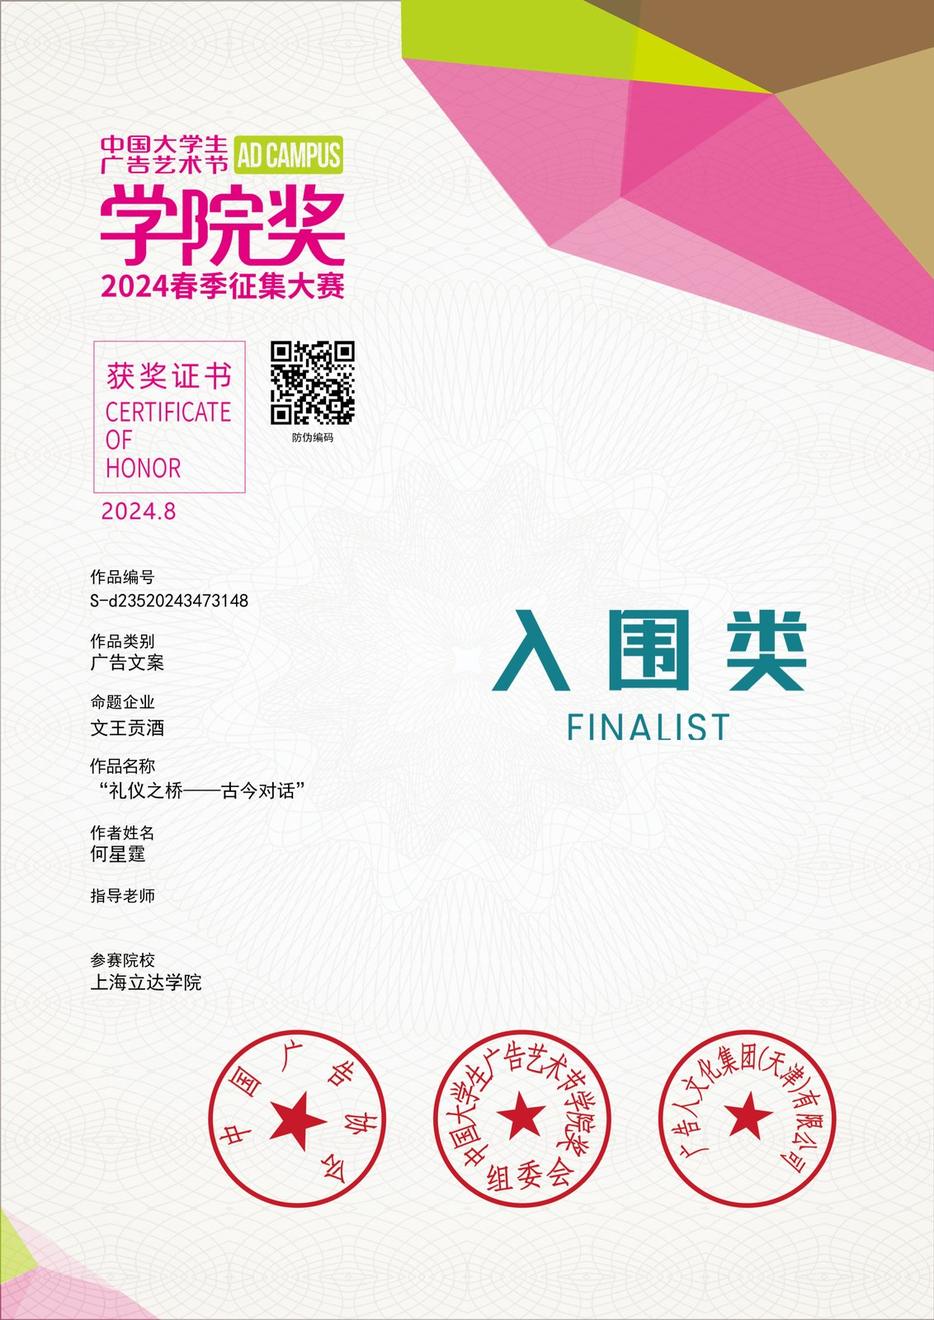 中国大学生
广告艺术节
AD CAMPUS
学院奖
2024春季征集大赛
获奖证书
CERTIFICATE
OF
HONOR
防伪编码
2024.8
作品编号
S-d23520243473148
作品类别
广告文案
命题企业
文王贡酒
作品名称
“礼仪之桥——古今对话”
作者姓名
何星霆
指导老师
参赛院校
上海立达学院
入围类
FINALIST
中国广告协会
中国大学生广告艺术节学院奖
组委会
广告人文化集团(天津)有限公司